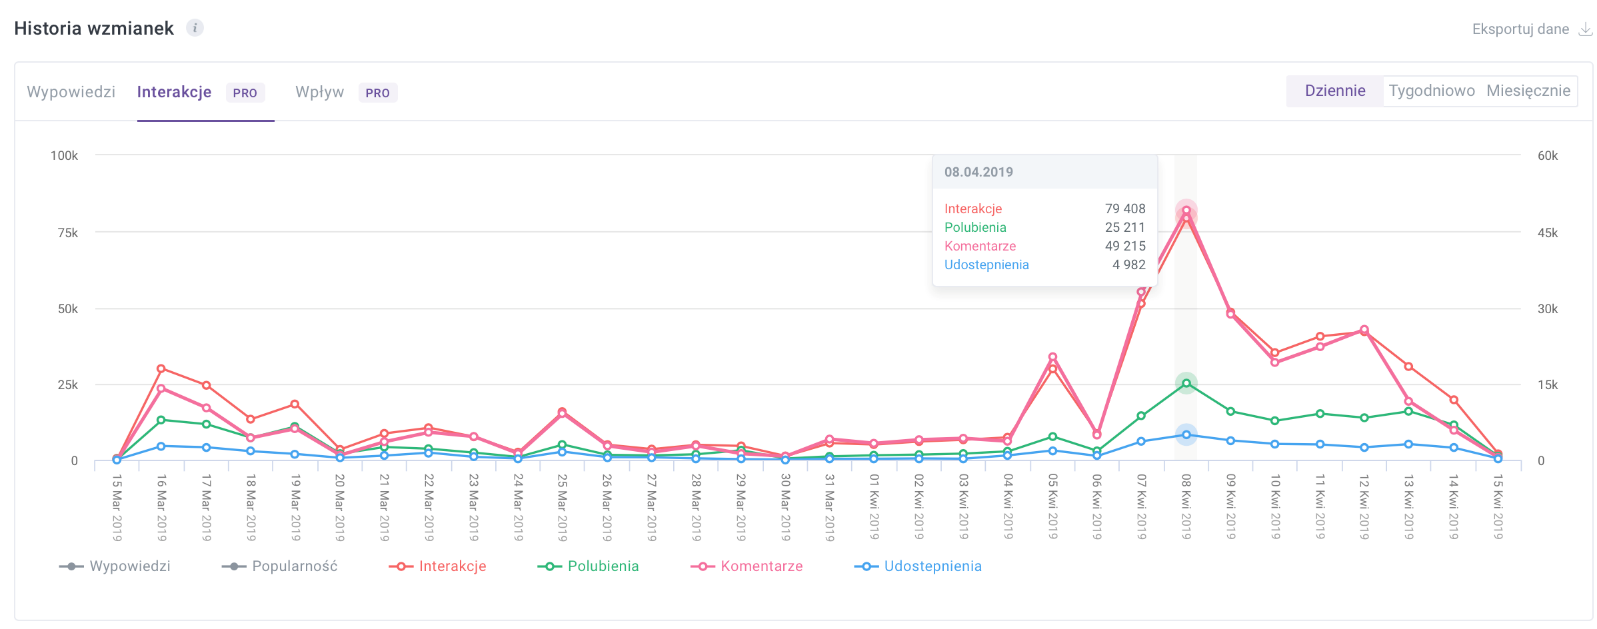 Historia wzmianek i
Eksportuj dane
Wypowiedzi Interakcje PRO Wpływ PRO
Dziennie Tygodniowo Miesięcznie
100k
75k
50k
25k
0
60k
45k
30k
15k
0
08.04.2019
Interakcje 79 408
Polubienia 25 211
Komentarze 49 215
Udostepnienia 4 982
15 Mar 2019
16 Mar 2019
17 Mar 2019
18 Mar 2019
19 Mar 2019
20 Mar 2019
21 Mar 2019
22 Mar 2019
23 Mar 2019
24 Mar 2019
25 Mar 2019
26 Mar 2019
27 Mar 2019
28 Mar 2019
29 Mar 2019
30 Mar 2019
31 Mar 2019
01 Kwi 2019
02 Kwi 2019
03 Kwi 2019
04 Kwi 2019
05 Kwi 2019
06 Kwi 2019
07 Kwi 2019
08 Kwi 2019
09 Kwi 2019
10 Kwi 2019
11 Kwi 2019
12 Kwi 2019
13 Kwi 2019
14 Kwi 2019
15 Kwi 2019
Wypowiedzi Popularność Interakcje Polubienia Komentarze Udostepnienia